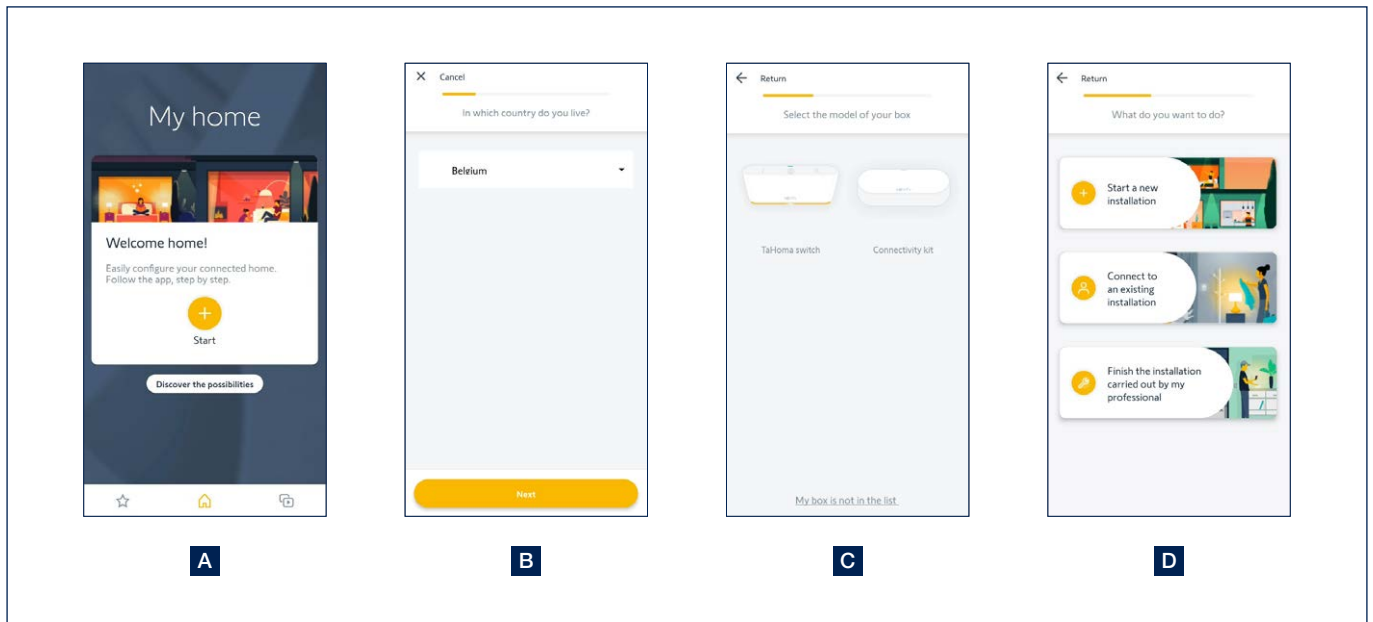 My home
Welcome home!
Easily configure your connected home.
Follow the app, step by step.
Start
Discover the possibilities
A
Cancel
In which country do you live?
Belgium
Next
B
Return
Select the model of your box
TaHoma switch
Connectivity kit
My box is not in the list
C
Return
What do you want to do?
Start a new
installation
Connect to
an existing
installation
Finish the installation
carried out by my
professional
D